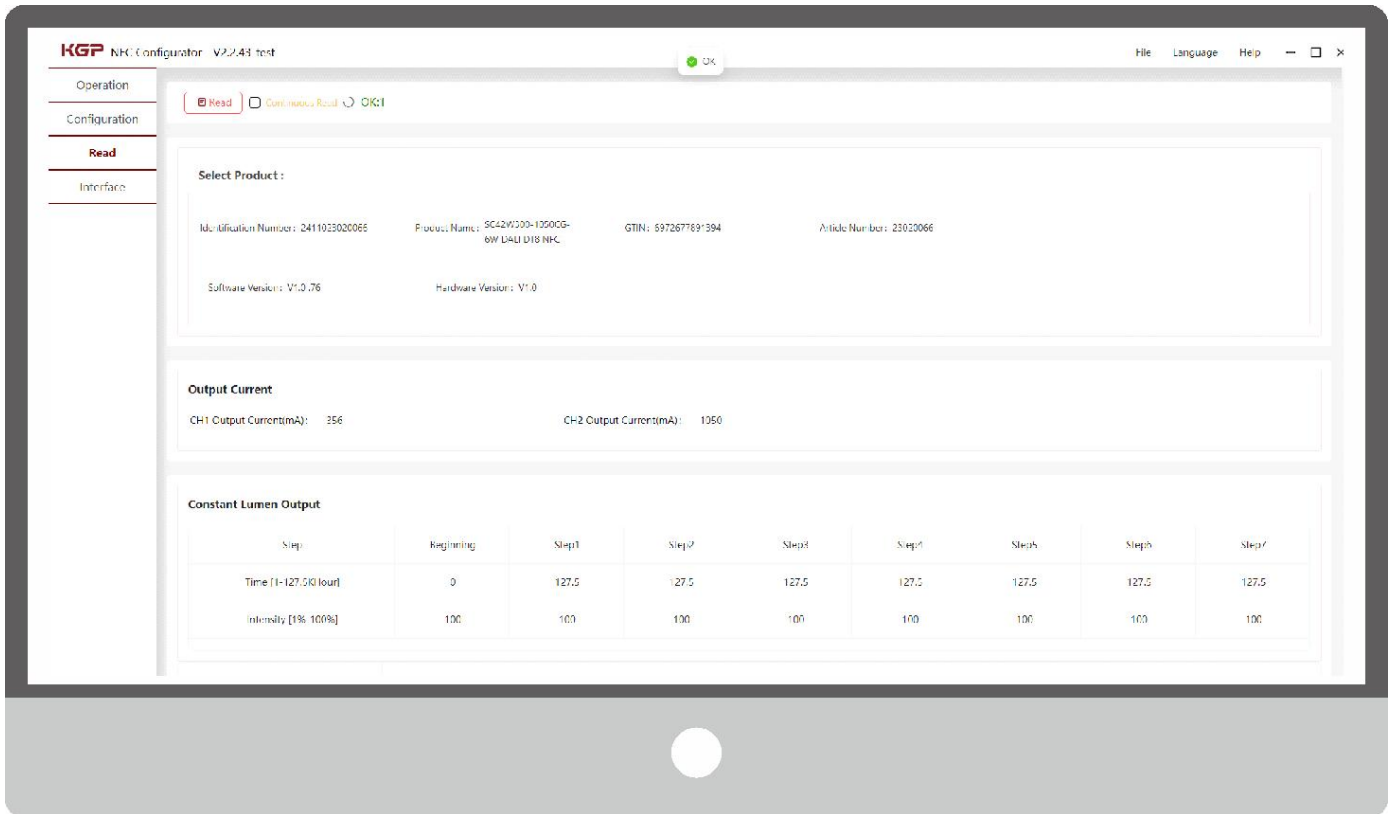 KGP NFC Configurator V2.2.43 test
OK
File Language Help
Operation
Configuration
Read
Interface
Read Continuous Read OK:1
Select Product :
Identification Number: 2411023020066 Product Name: SC42W300-1050CG- GTIN: 6972677891394 Article Number: 23020066
6W DALI DT8 NFC
Software Version: V1.0.76 Hardware Version: V1.0
Output Current
CH1 Output Current(mA): 356 CH2 Output Current(mA): 1050
Constant Lumen Output
Step Beginning Step1 Step2 Step3 Step4 Step5 Step6 Step7
Time [1-127.5KHour] 0 127.5 127.5 127.5 127.5 127.5 127.5 127.5
Intensity [1%-100%] 100 100 100 100 100 100 100 100